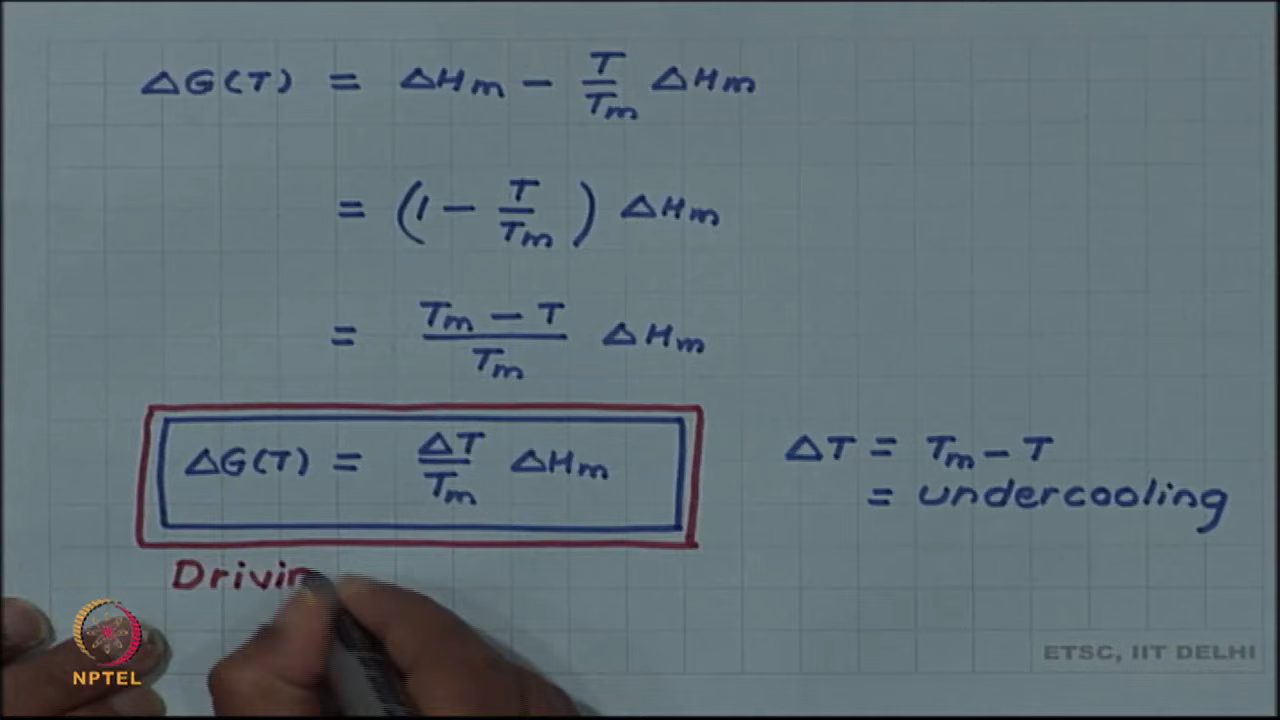 ΔG(T) = ΔHm − T/Tm ΔHm
= (1 − T/Tm) ΔHm
= Tm − T/Tm ΔHm
ΔG(T) = ΔT/Tm ΔHm
ΔT = Tm − T
= undercooling
Drivin
NPTEL
ETSC, IIT DELHI